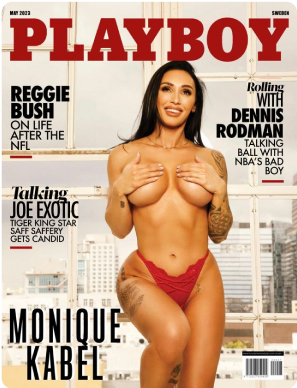 MAY 2023
SWEDEN
PLAYBOY
REGGIE
BUSH
ON LIFE
AFTER THE
NFL
Rolling
WITH
DENNIS
RODMAN
TALKING
BALL WITH
NBA'S BAD
BOY
Talking
JOE EXOTIC
TIGER KING STAR
SAFF SAFFERY
GETS CANDID
MONIQUE
KABEL